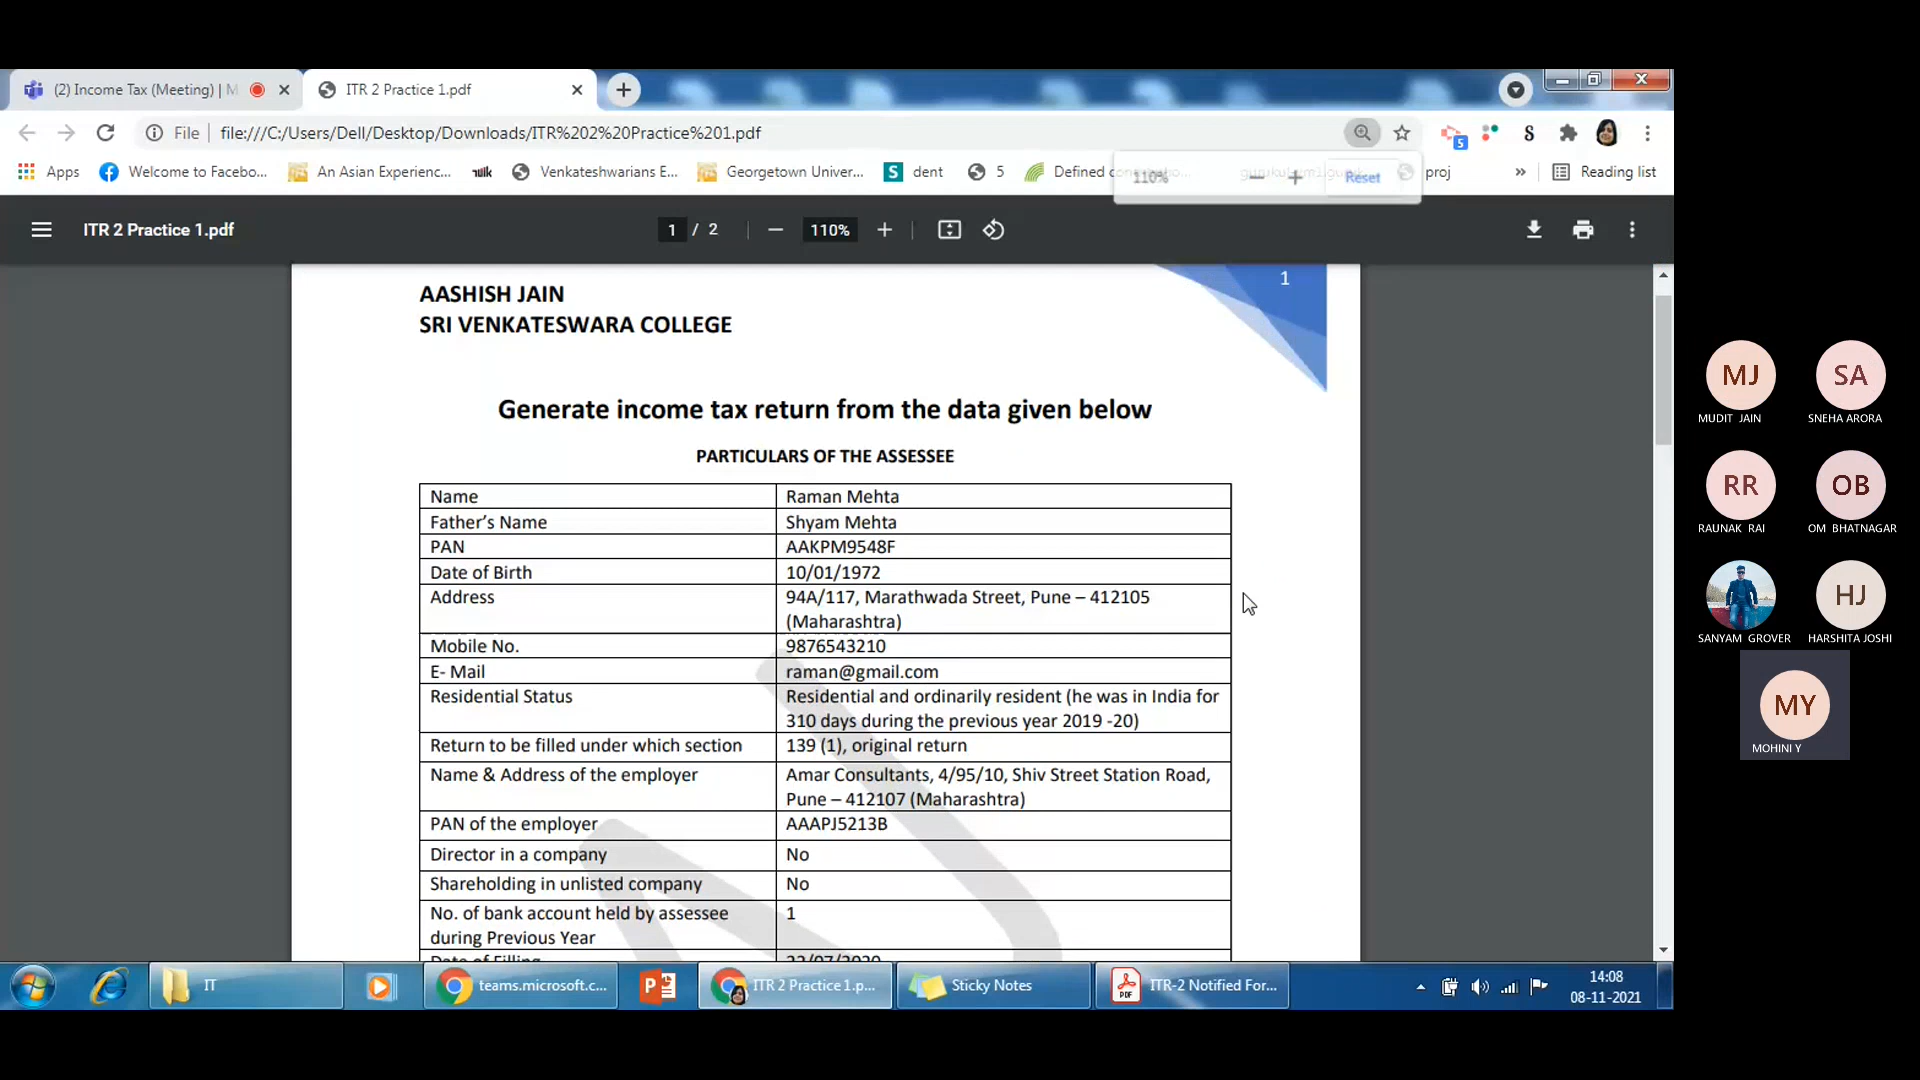 (2) Income Tax (Meeting) | M
ITR 2 Practice 1.pdf
File
file:///C:/Users/Dell/Desktop/Downloads/ITR%202%20Practice%201.pdf
5
S
Apps
Welcome to Facebo...
An Asian Experienc...
Venkateshwarians E...
Georgetown Univer...
S dent
5
Defined
110%
Reset
proj
»
Reading list
ITR 2 Practice 1.pdf
1 / 2
110%
1
AASHISH JAIN
SRI VENKATESWARA COLLEGE
Generate income tax return from the data given below
PARTICULARS OF THE ASSESSEE
Name Raman Mehta
Father's Name Shyam Mehta
PAN AAKPM9548F
Date of Birth 10/01/1972
Address 94A/117, Marathwada Street, Pune – 412105
(Maharashtra)
Mobile No. 9876543210
E- Mail raman@gmail.com
Residential Status Residential and ordinarily resident (he was in India for
310 days during the previous year 2019 -20)
Return to be filled under which section 139 (1), original return
Name & Address of the employer Amar Consultants, 4/95/10, Shiv Street Station Road,
Pune – 412107 (Maharashtra)
PAN of the employer AAAPJ5213B
Director in a company No
Shareholding in unlisted company No
No. of bank account held by assessee 1
during Previous Year
Date of Filling
MJ
MUDIT JAIN
SA
SNEHA ARORA
RR
RAUNAK RAI
OB
OM BHATNAGAR
SANYAM GROVER
HJ
HARSHITA JOSHI
MY
MOHINI Y
IT
teams.microsoft.c...
ITR 2 Practice 1.p...
Sticky Notes
PDF
ITR-2 Notified For...
14:08
08-11-2021